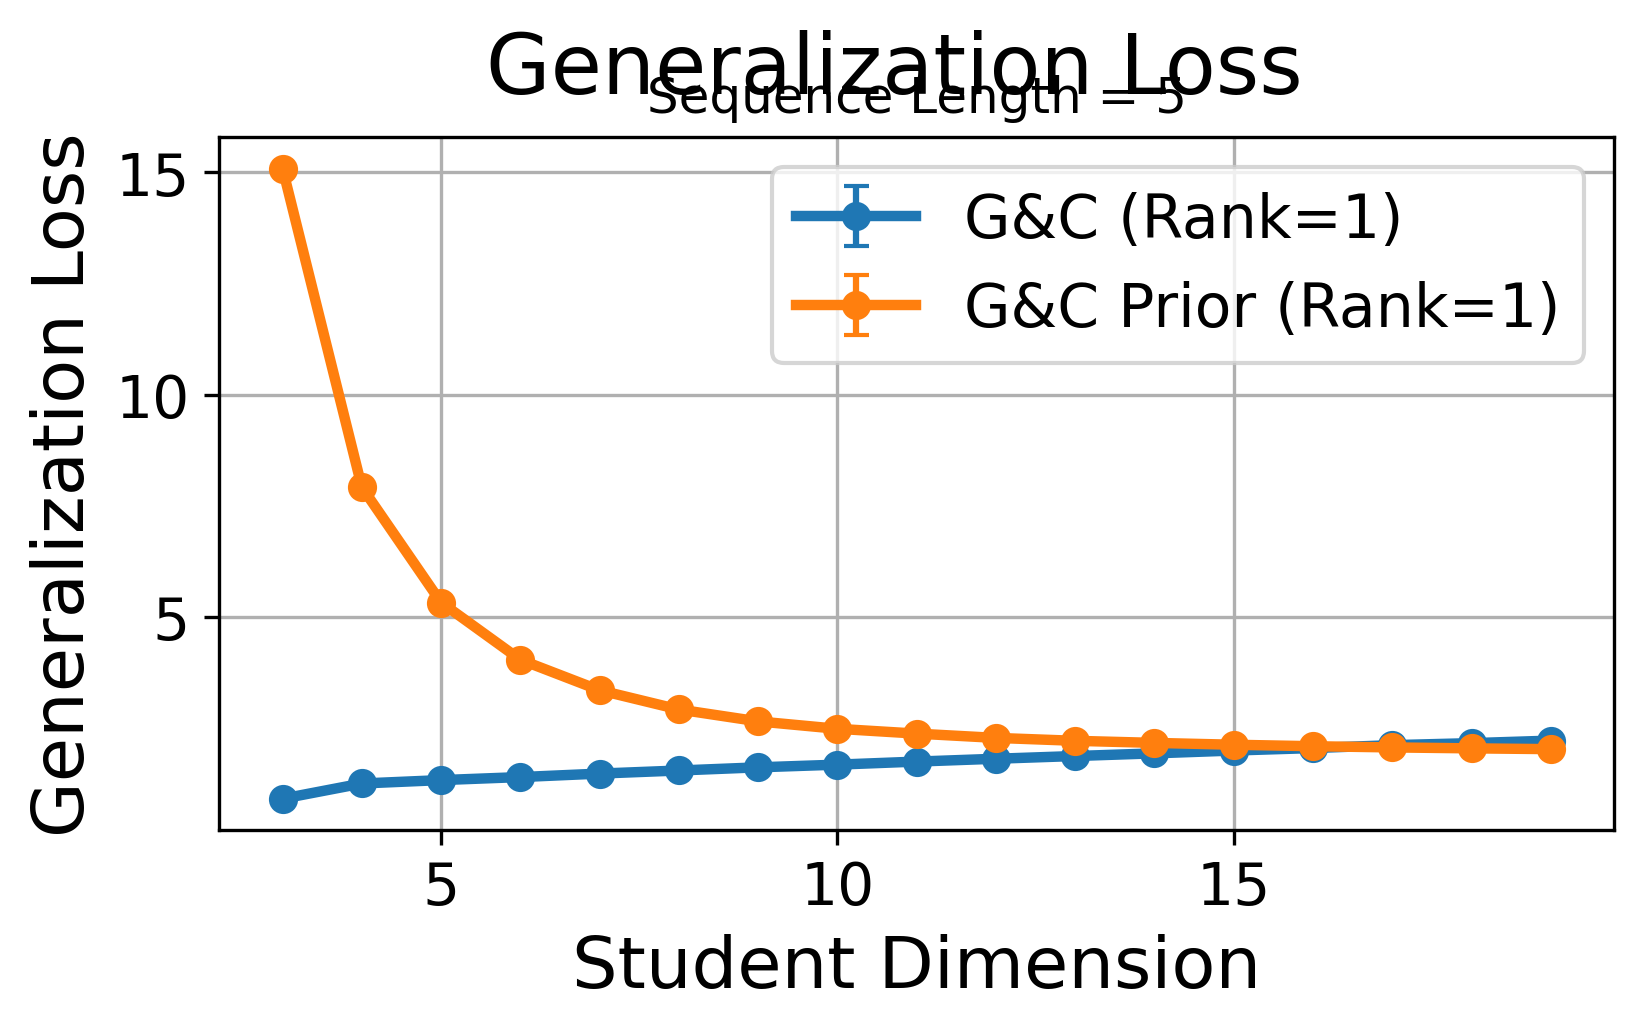 Generalization Loss
Sequence Length = 5
Generalization Loss
15
10
5
G&C (Rank=1)
G&C Prior (Rank=1)
5
10
15
Student Dimension